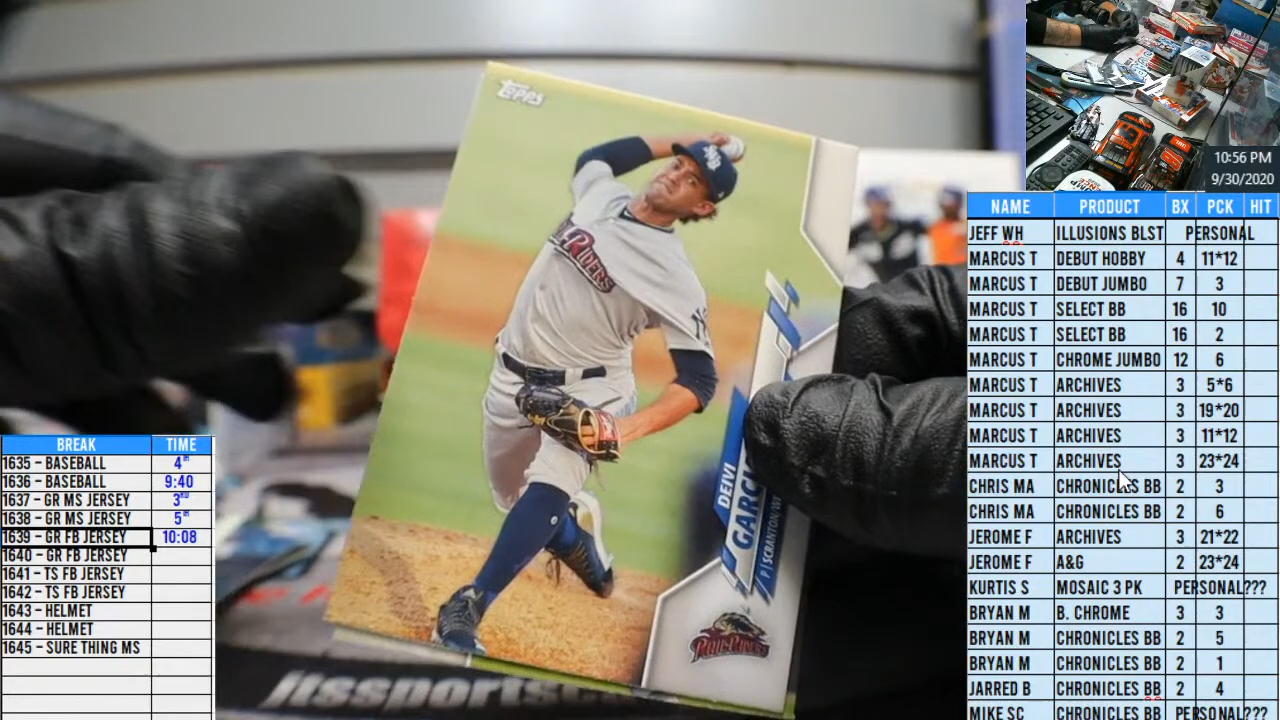 Topps
RIDERS
DEIVI
GARCI
P | SCRANTON/W
RAILRIDERS
itssports
10:56 PM
9/30/2020
BREAK TIME
1635 - BASEBALL 4TH
1636 - BASEBALL 9:40
1637 - GR MS JERSEY 3RD
1638 - GR MS JERSEY 5TH
1639 - GR FB JERSEY 10:08
1640 - GR FB JERSEY
1641 - TS FB JERSEY
1642 - TS FB JERSEY
1643 - HELMET
1644 - HELMET
1645 - SURE THING MS
NAME PRODUCT BX PCK HIT
JEFF WH ILLUSIONS BLST PERSONAL
MARCUS T DEBUT HOBBY 4 11*12
MARCUS T DEBUT JUMBO 7 3
MARCUS T SELECT BB 16 10
MARCUS T SELECT BB 16 2
MARCUS T CHROME JUMBO 12 6
MARCUS T ARCHIVES 3 5*6
MARCUS T ARCHIVES 3 19*20
MARCUS T ARCHIVES 3 11*12
MARCUS T ARCHIVES 3 23*24
CHRIS MA CHRONICLES BB 2 3
CHRIS MA CHRONICLES BB 2 6
JEROME F ARCHIVES 3 21*22
JEROME F A&G 2 23*24
KURTIS S MOSAIC 3 PK PERSONAL???
BRYAN M B. CHROME 3 3
BRYAN M CHRONICLES BB 2 5
BRYAN M CHRONICLES BB 2 1
JARRED B CHRONICLES BB 2 4
MIKE SC CHRONICLES BB PERSONAL???